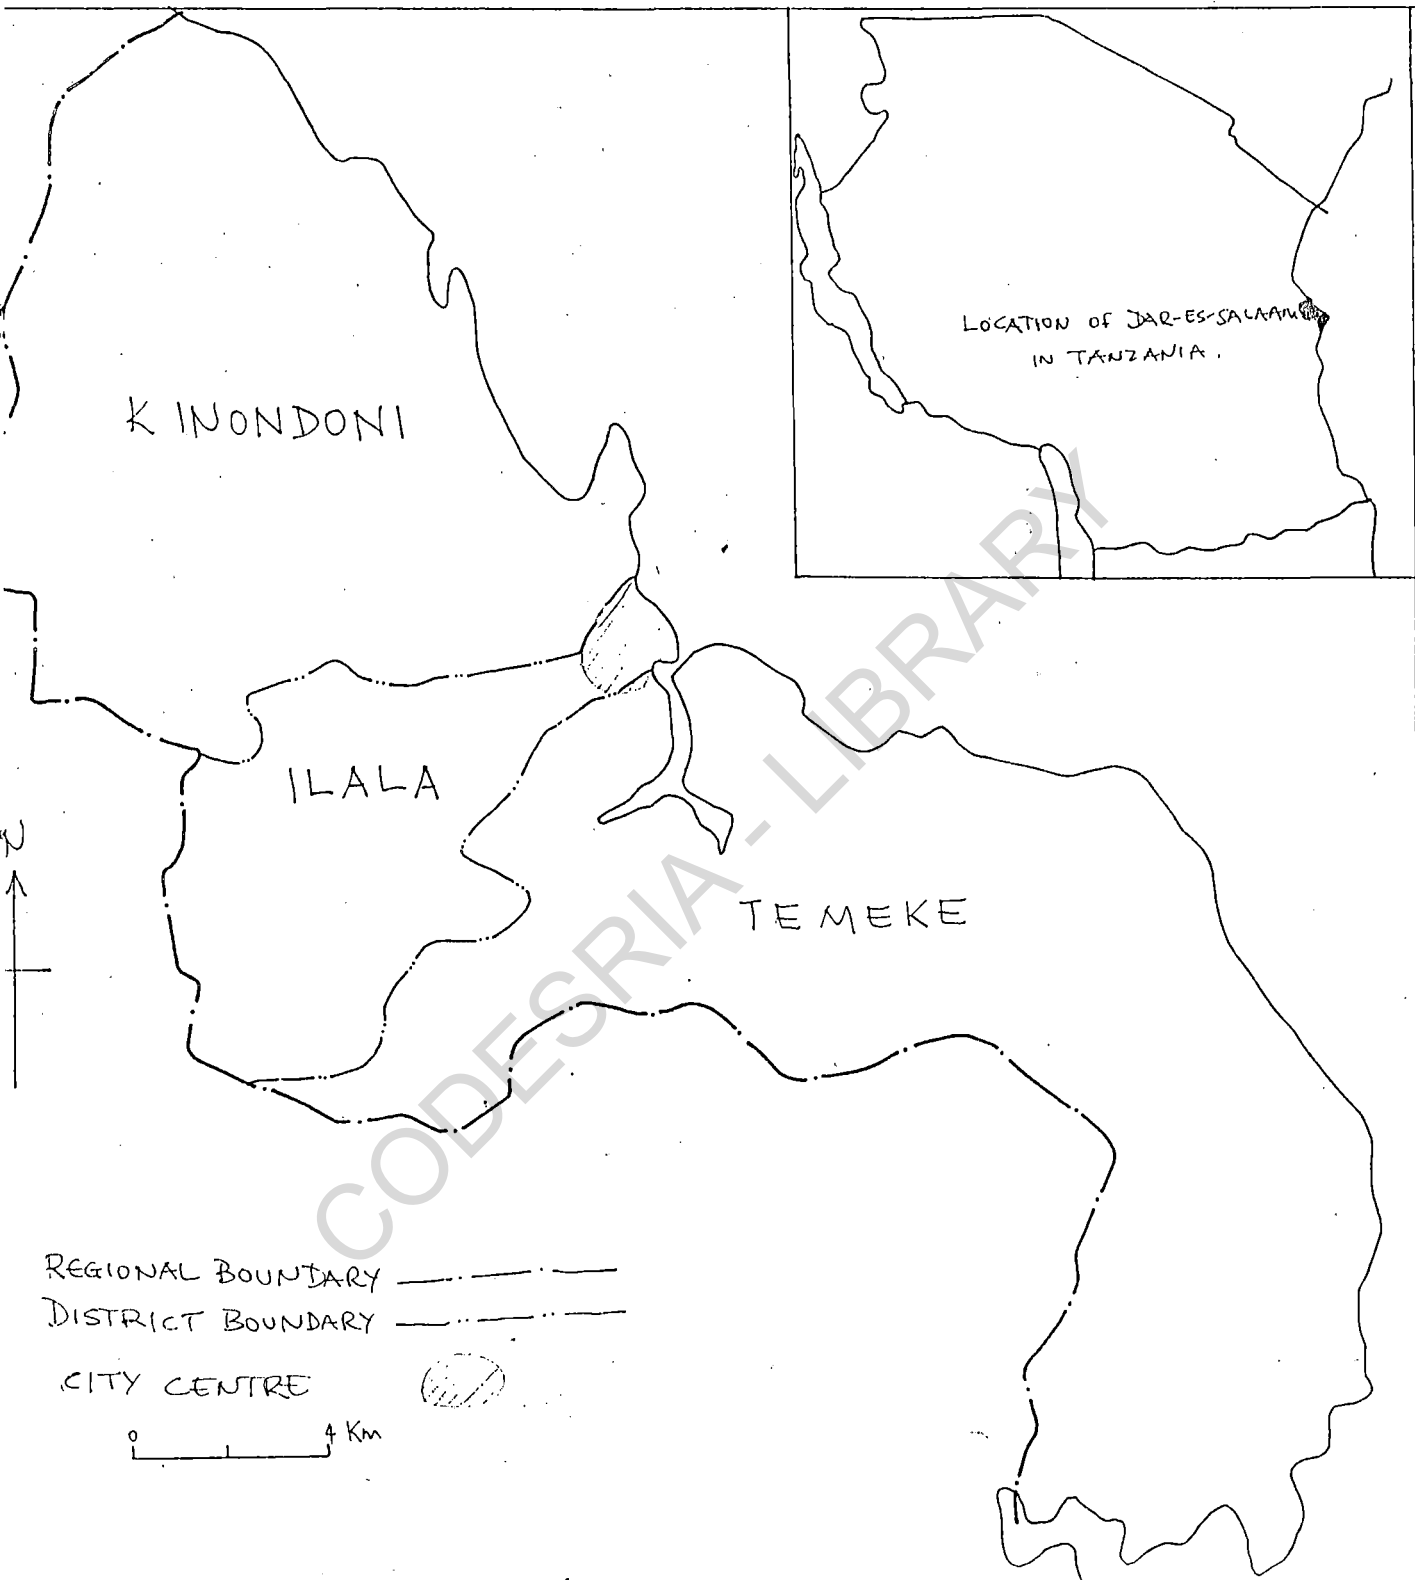 LOCATION OF DAR-ES-SALAAM
IN TANZANIA.
KINONDONI
ILALA
N
TEMEKE
REGIONAL BOUNDARY
DISTRICT BOUNDARY
CITY CENTRE
0 4 Km
CODESRIA - LIBRARY